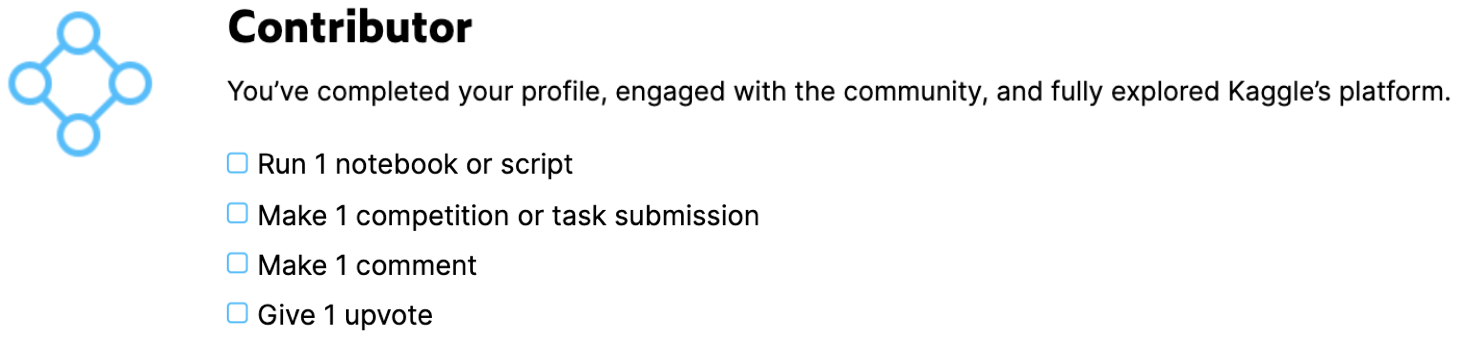 Contributor
You’ve completed your profile, engaged with the community, and fully explored Kaggle’s platform.
Run 1 notebook or script
Make 1 competition or task submission
Make 1 comment
Give 1 upvote